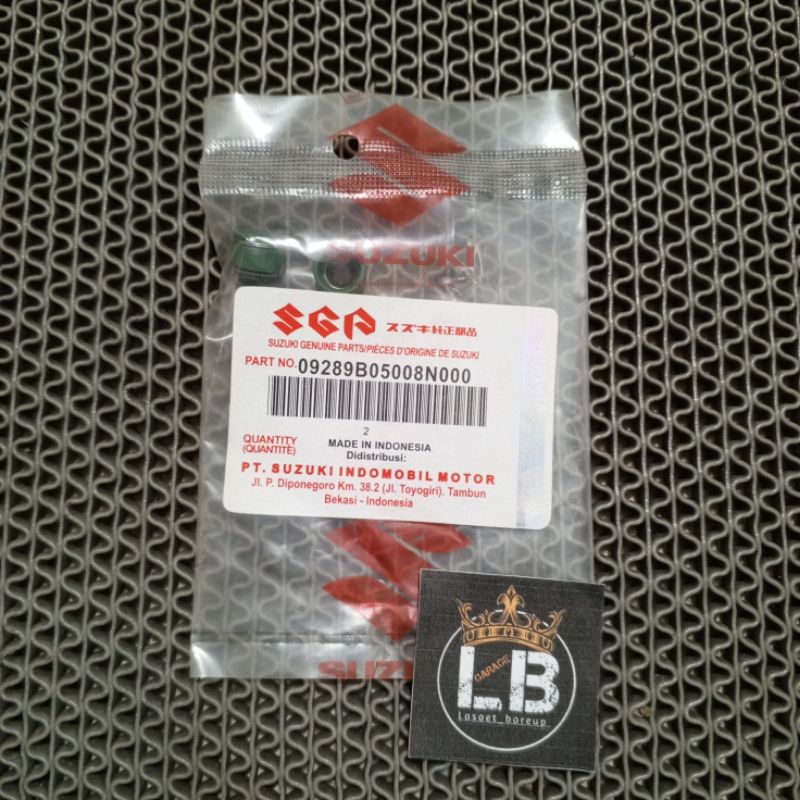 SUZUKI
SGP スズキ純正部品
SUZUKI GENUINE PARTS/PIÈCES D'ORIGINE DE SUZUKI
PART NO. 09289B05008N000
2
QUANTITY
(QUANTITÉ)
MADE IN INDONESIA
Didistribusi:
PT. SUZUKI INDOMOBIL MOTOR
Jl. P. Diponegoro Km. 38.2 (Jl. Toyogiri). Tambun
Bekasi - Indonesia
SUZUKI
GARAGE
LB
Lasoet_boreup